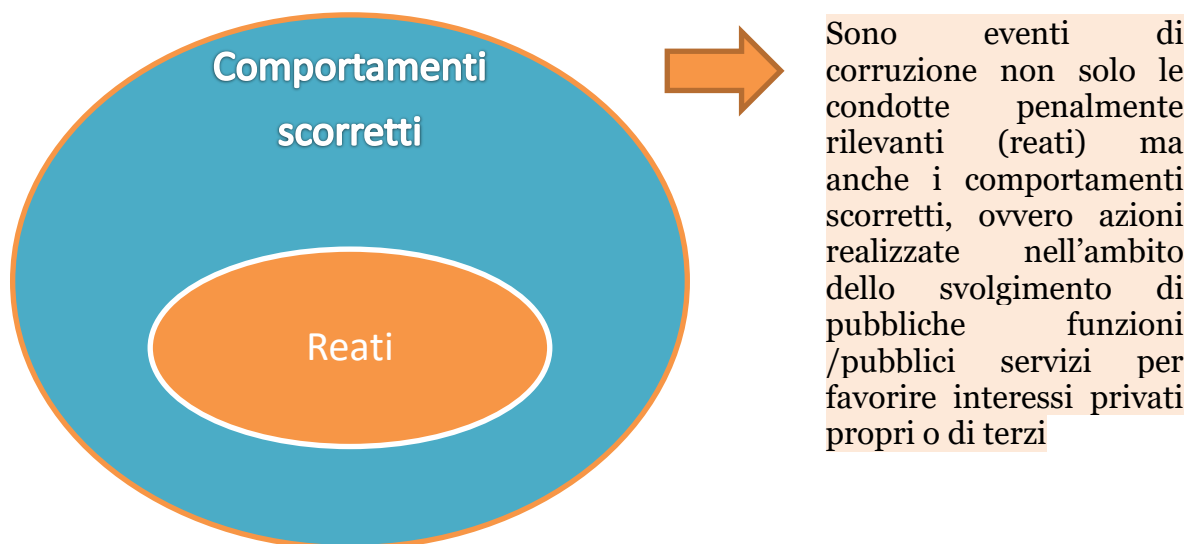 Comportamenti
scorretti
Reati
Sono eventi di
corruzione non solo le
condotte penalmente
rilevanti (reati) ma
anche i comportamenti
scorretti, ovvero azioni
realizzate nell’ambito
dello svolgimento di
pubbliche funzioni
/pubblici servizi per
favorire interessi privati
propri o di terzi